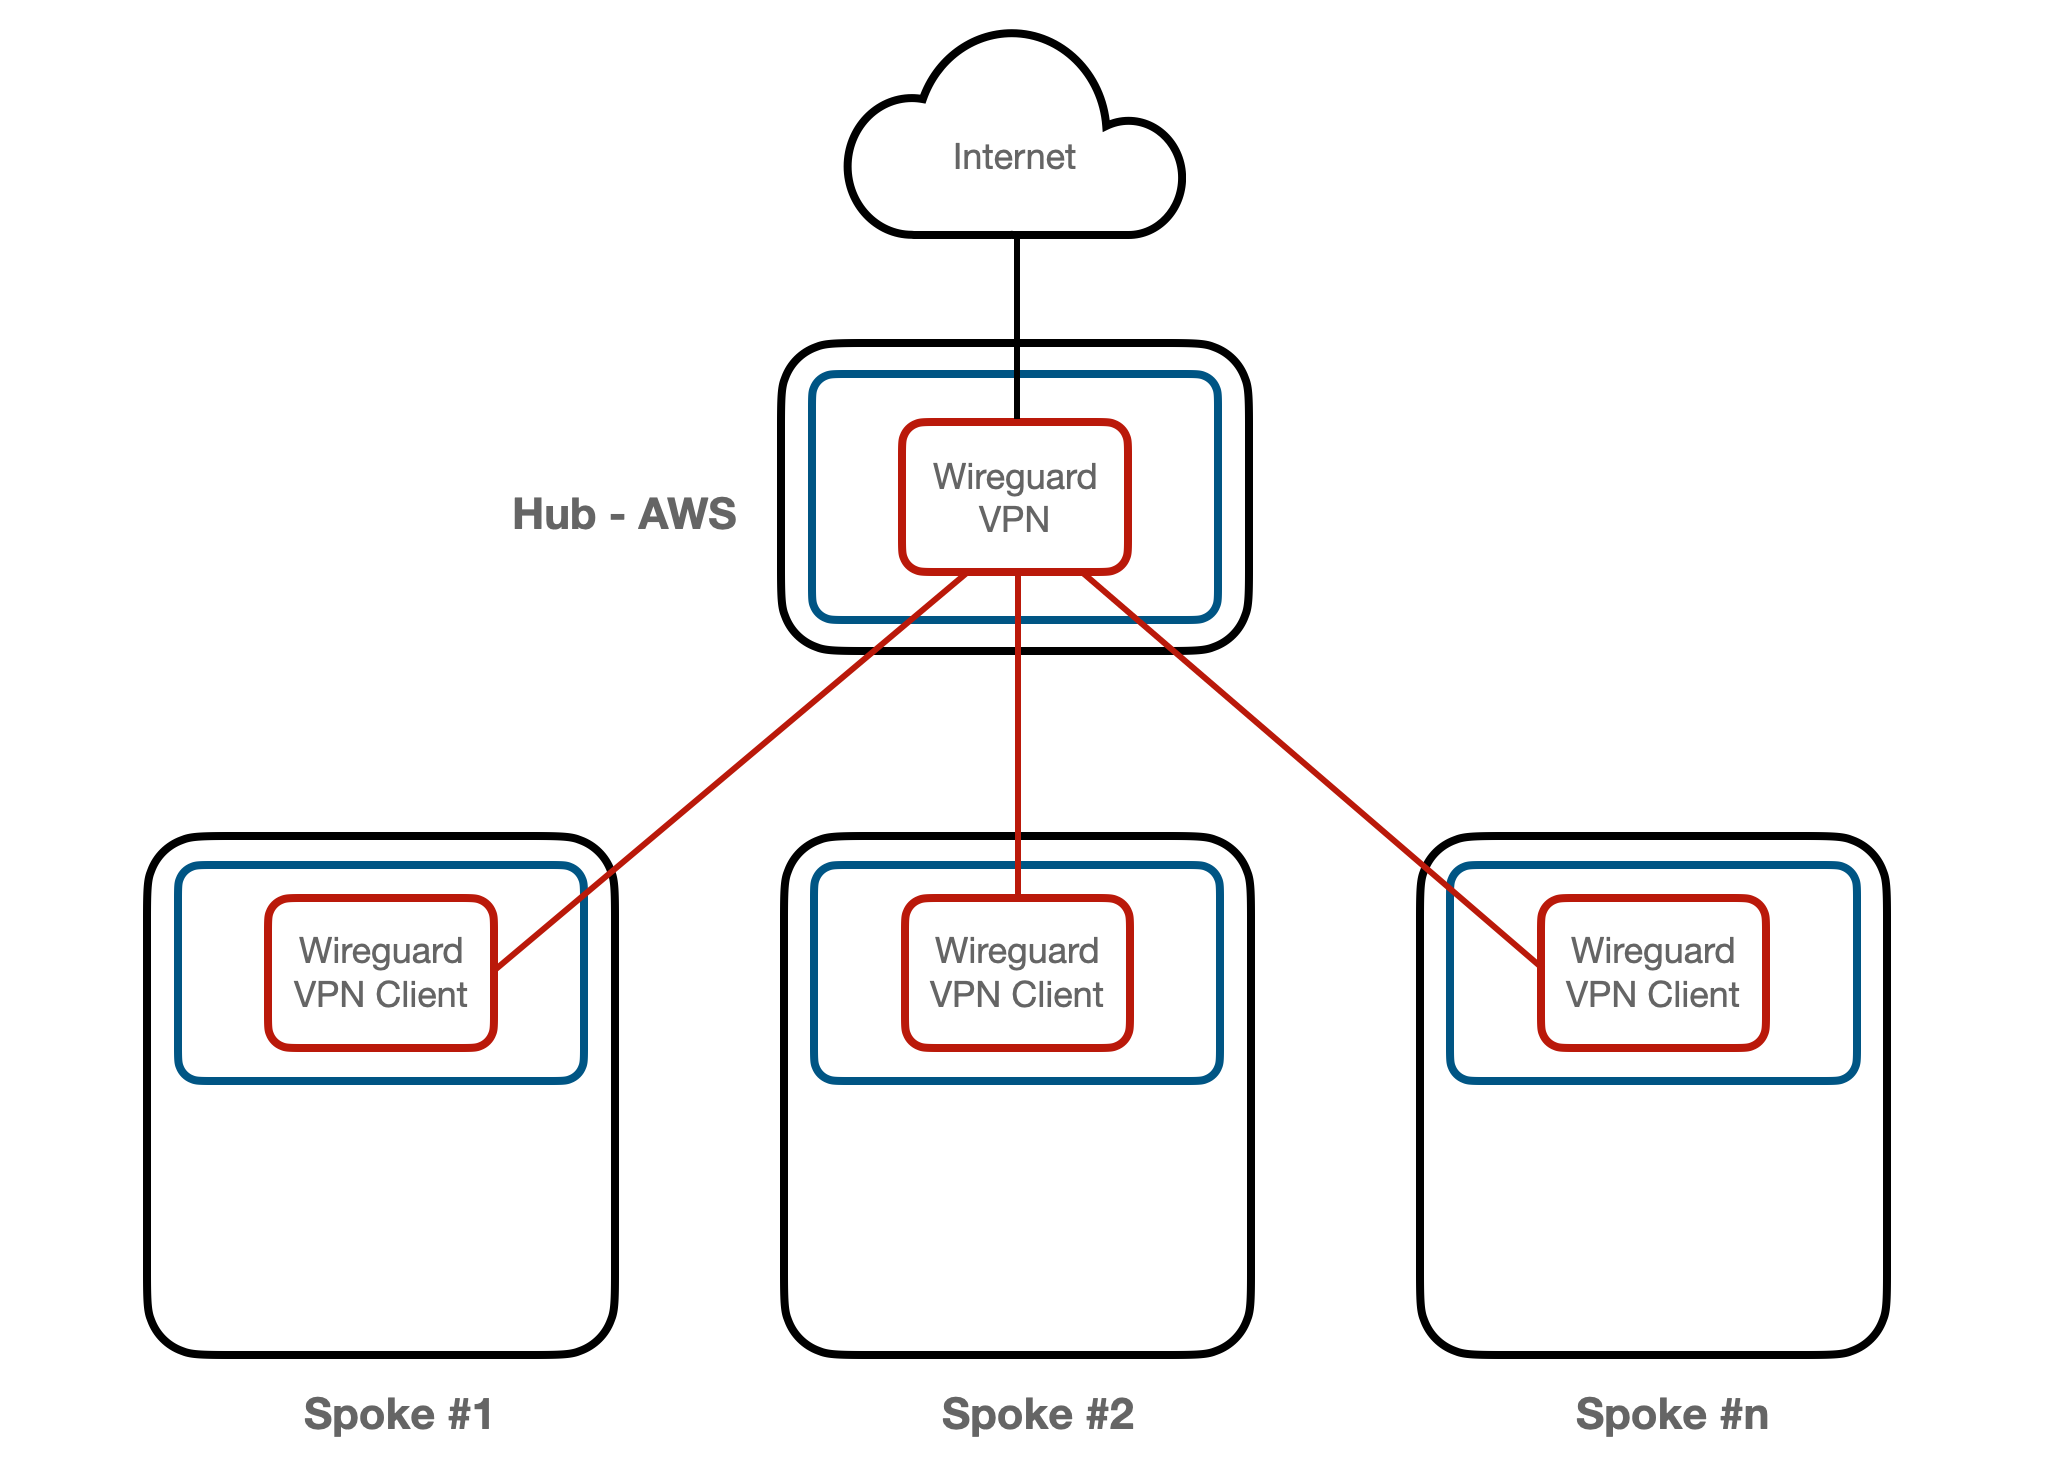 Internet
Wireguard
VPN
Hub - AWS
Wireguard
VPN Client
Wireguard
VPN Client
Wireguard
VPN Client
Spoke #1
Spoke #2
Spoke #n